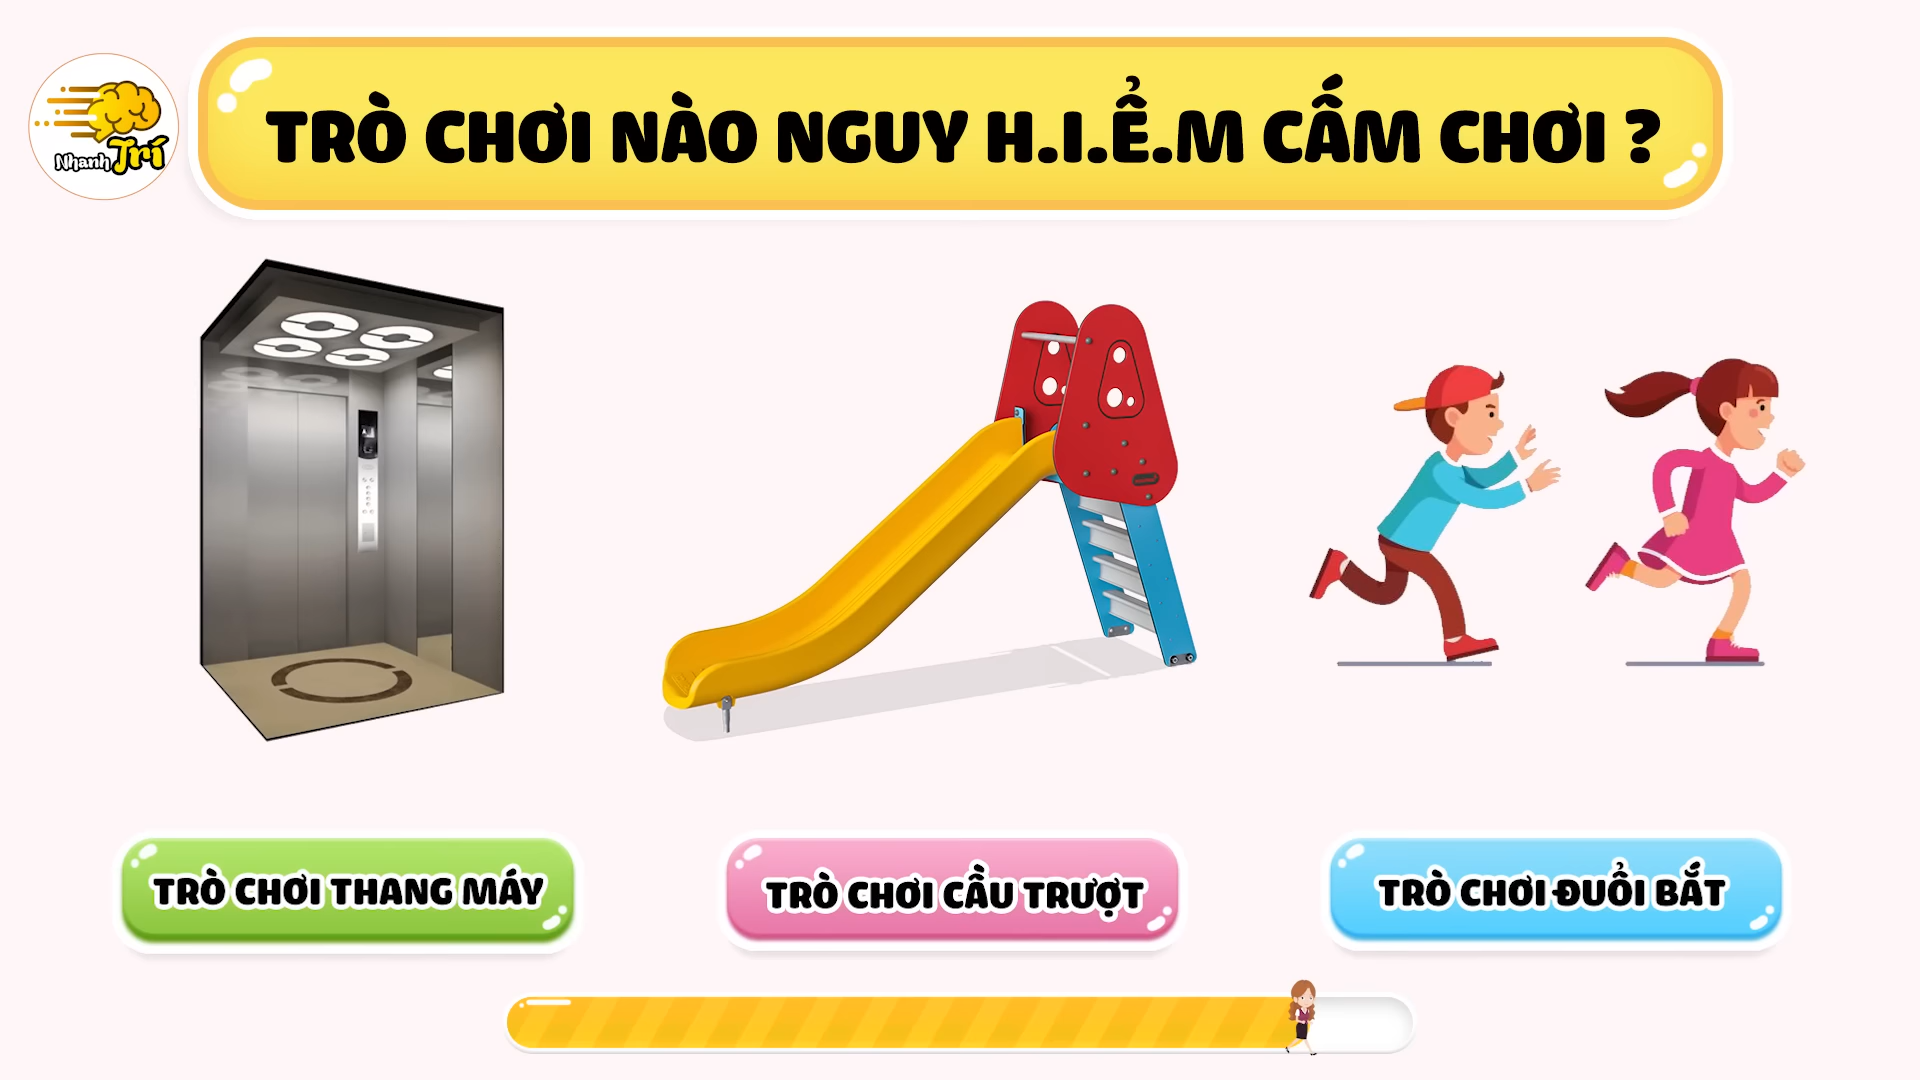 Nhanh Trí
TRÒ CHƠI NÀO NGUY H.I.Ể.M CẤM CHƠI ?
TRÒ CHƠI THANG MÁY
TRÒ CHƠI CẦU TRƯỢT
TRÒ CHƠI ĐUỔI BẮT